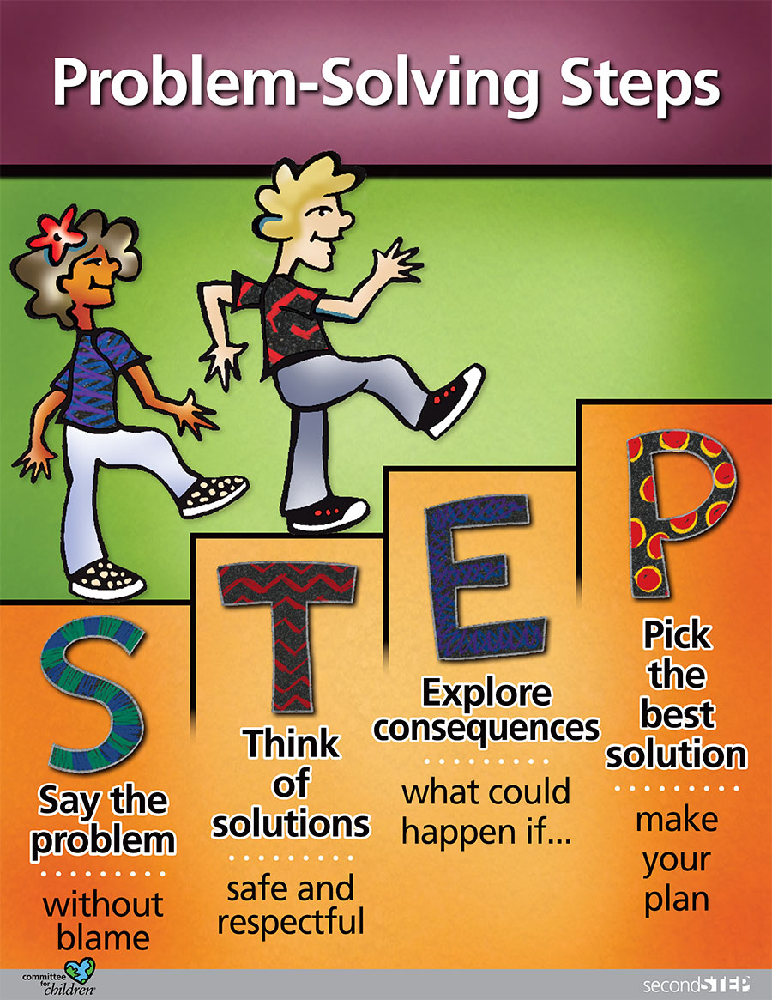 Problem-Solving Steps
S
Say the
problem
without
blame
T
Think
of
solutions
safe and
respectful
E
Explore
consequences
what could
happen if...
P
Pick
the
best
solution
make
your
plan
committee
for
children
secondSTEP